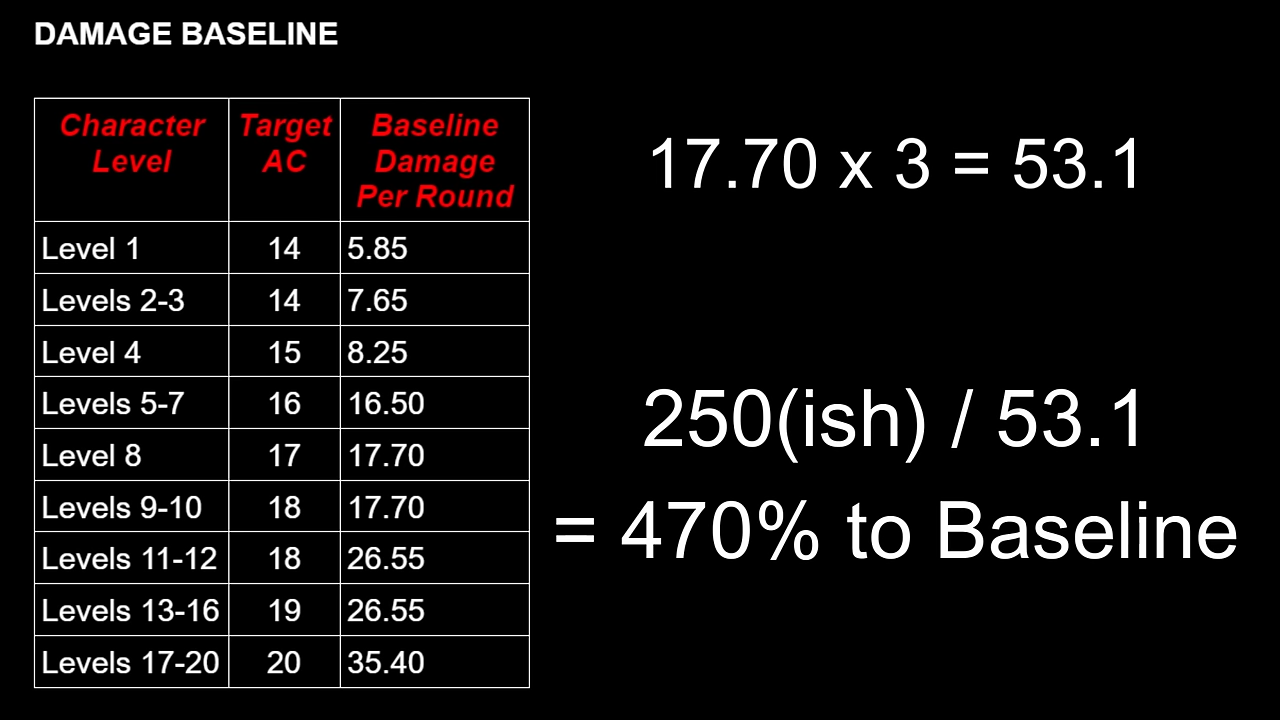 DAMAGE BASELINE
Character Level Target AC Baseline Damage Per Round
Level 1 14 5.85
Levels 2-3 14 7.65
Level 4 15 8.25
Levels 5-7 16 16.50
Level 8 17 17.70
Levels 9-10 18 17.70
Levels 11-12 18 26.55
Levels 13-16 19 26.55
Levels 17-20 20 35.40
17.70 x 3 = 53.1
250(ish) / 53.1
= 470% to Baseline